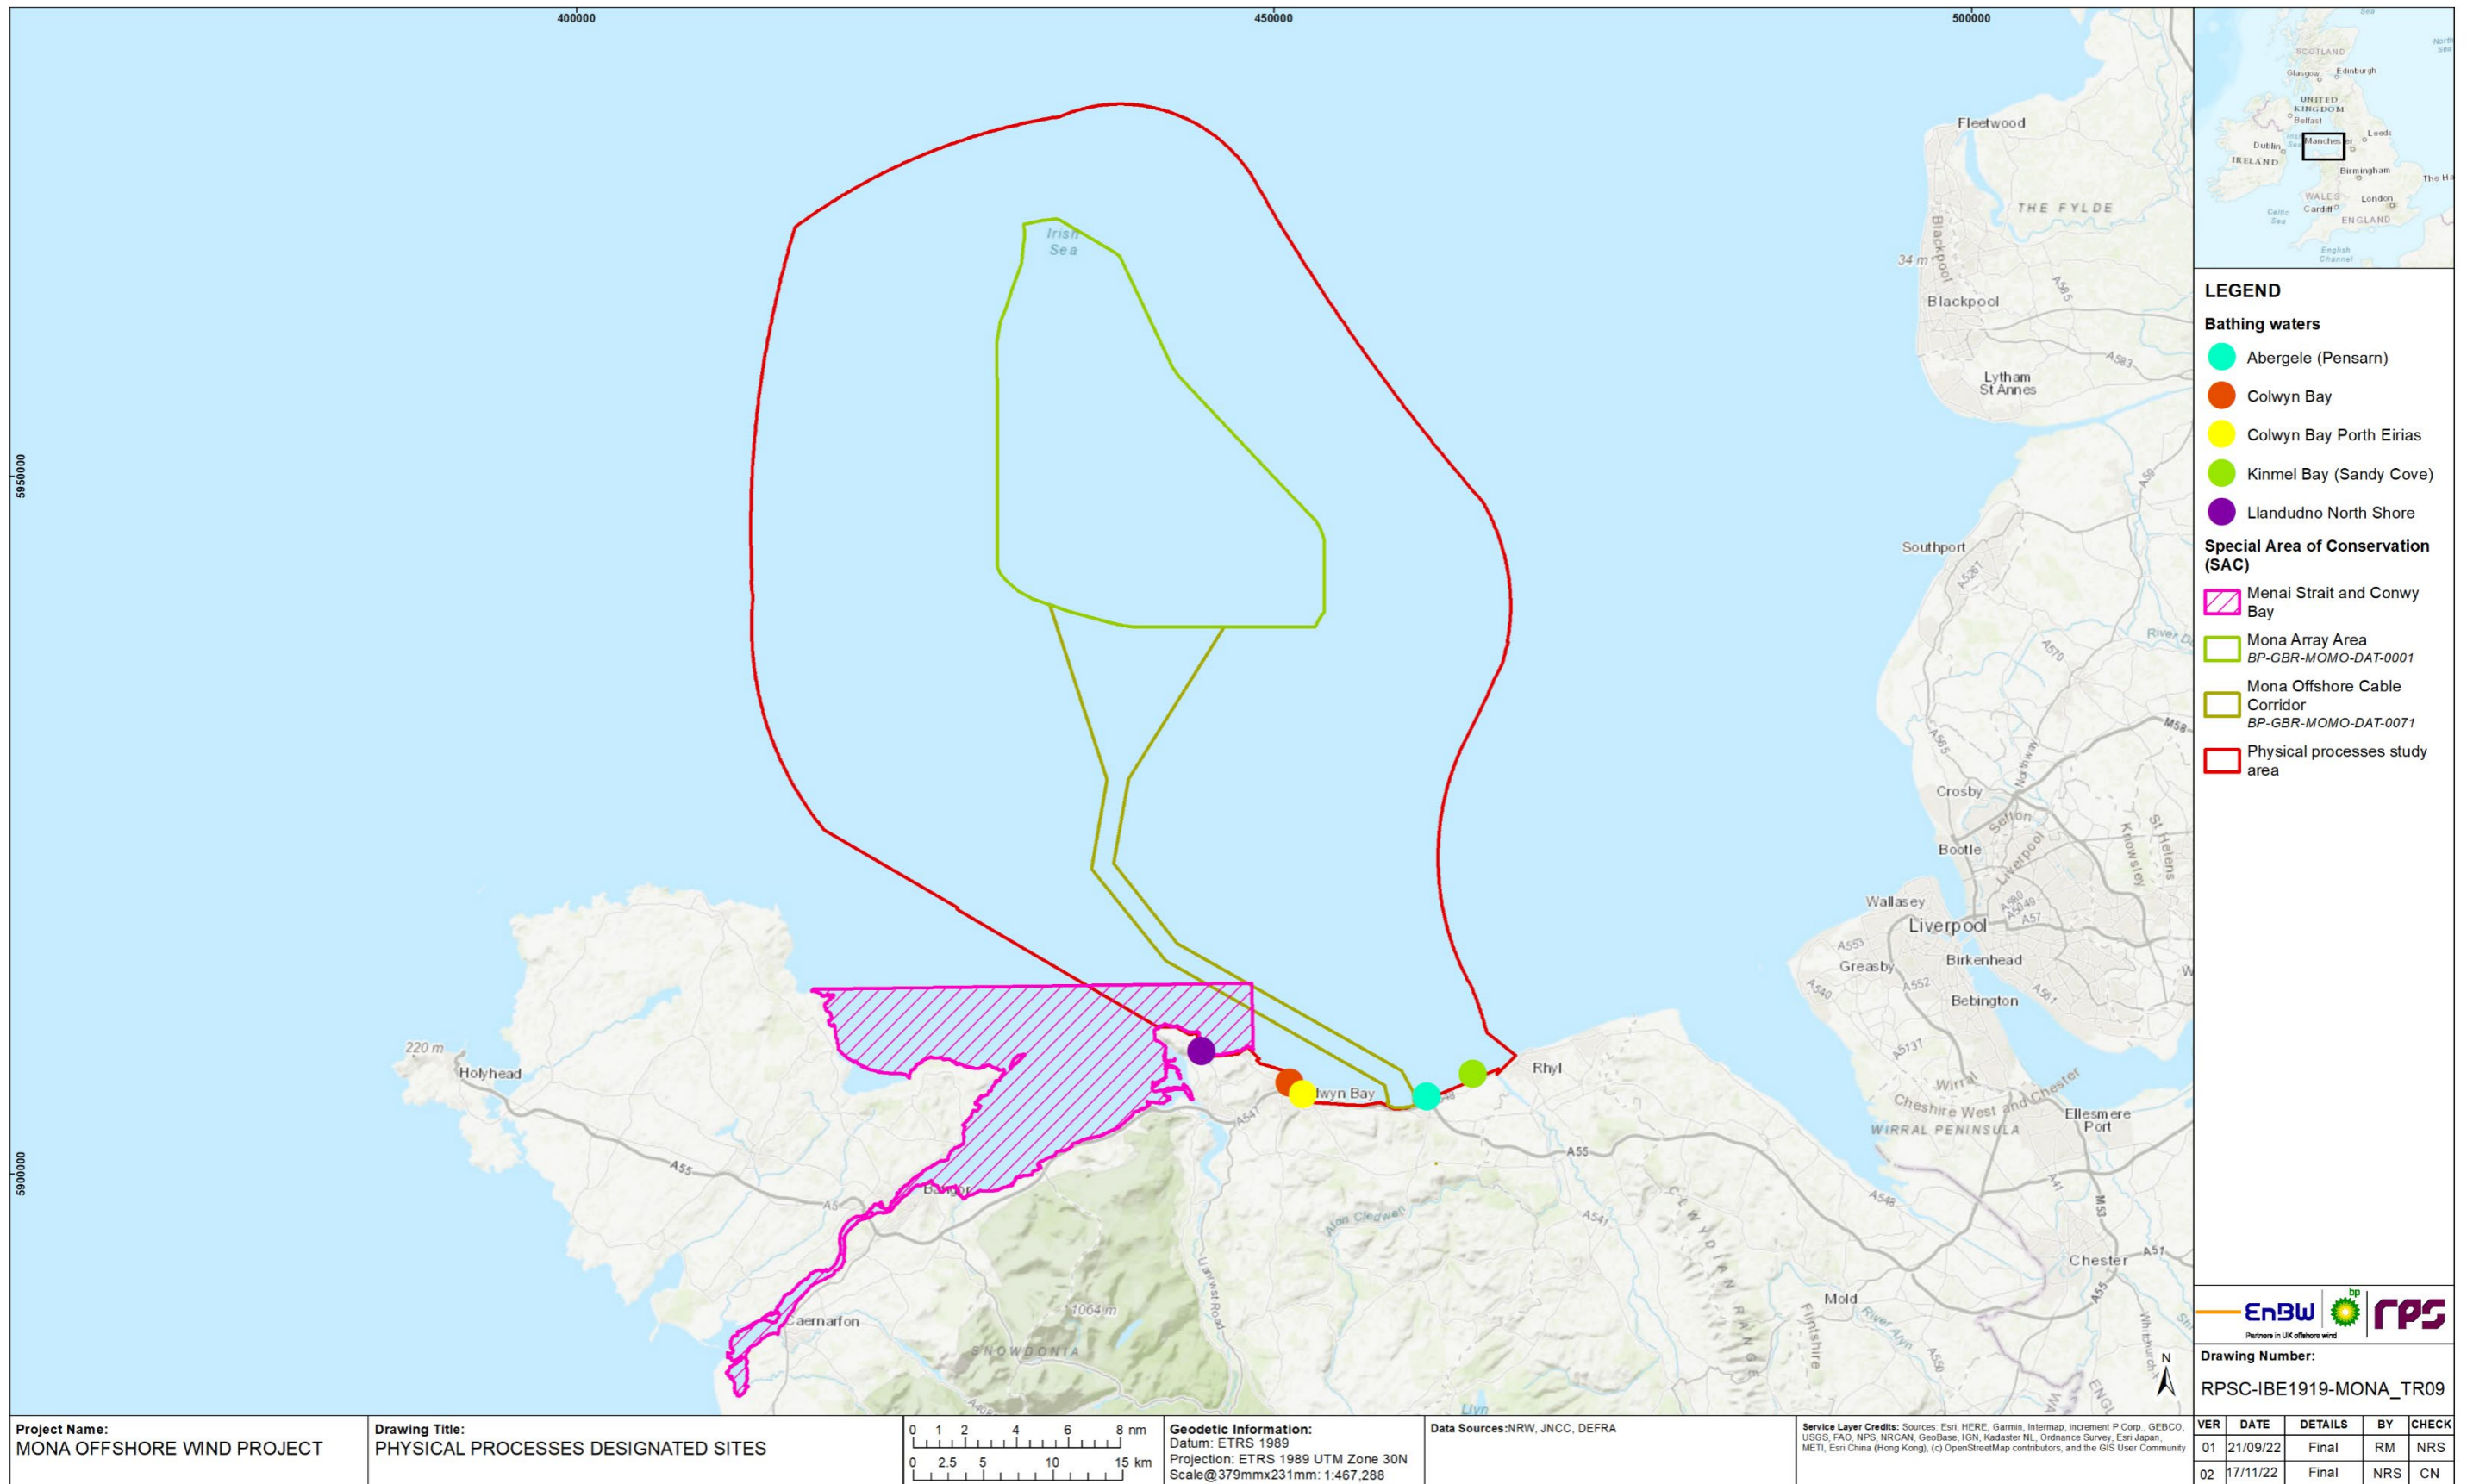 400000
450000
500000
5950000
5900000
Fleetwood
THE FYLDE
Blackpool
34 m
Blackpool
A585
A583
Lytham
St Annes
Irish
Sea
A59
Southport
A5267
A570
M58
A565
Northway
Crosby
Sefton
Bootle
Liverpool
Knowsley
St Helens
Wallasey
A580
A5049
A57
Liverpool
A553
Greasby
Birkenhead
A540
A552
Bebington
A561
A5137
Wirral
Cheshire West and Chester
WIRRAL PENINSULA
Ellesmere
Port
220 m
Holyhead
Rhyl
lwyn Bay
A547
A55
A55
A5
Bangor
A548
A41
M53
A541
CLWYDIAN RANGE
Llanrwst Road
Chester
A51
A55
1064 m
Caernarfon
SNOWDONIA
Mold
River Alyn
Flintshire
A550
Whitchurch
N
SCOTLAND
Glasgow
Edinburgh
North
Sea
UNITED
KINGDOM
Belfast
Leeds
Dublin
Manchester
IRELAND
Birmingham
The Ha
WALES
London
Cardiff
Celtic
Sea
ENGLAND
English
Channel
LEGEND
Bathing waters
Abergele (Pensarn)
Colwyn Bay
Colwyn Bay Porth Eirias
Kinmel Bay (Sandy Cove)
Llandudno North Shore
Special Area of Conservation
(SAC)
Menai Strait and Conwy
Bay
Mona Array Area
BP-GBR-MOMO-DAT-0001
Mona Offshore Cable
Corridor
BP-GBR-MOMO-DAT-0071
Physical processes study
area
EnBW
bp
rps
Partners in UK offshore wind
Drawing Number:
RPSC-IBE1919-MONA_TR09
VER DATE DETAILS BY CHECK
01 21/09/22 Final RM NRS
02 17/11/22 Final NRS CN
Project Name:
MONA OFFSHORE WIND PROJECT
Drawing Title:
PHYSICAL PROCESSES DESIGNATED SITES
0 1 2 4 6 8 nm
0 2.5 5 10 15 km
Geodetic Information:
Datum: ETRS 1989
Projection: ETRS 1989 UTM Zone 30N
Scale@379mmx231mm: 1:467,288
Data Sources:NRW, JNCC, DEFRA
Service Layer Credits: Sources: Esri, HERE, Garmin, Intermap, increment P Corp., GEBCO,
USGS, FAO, NPS, NRCAN, GeoBase, IGN, Kadaster NL, Ordnance Survey, Esri Japan,
METI, Esri China (Hong Kong), (c) OpenStreetMap contributors, and the GIS User Community